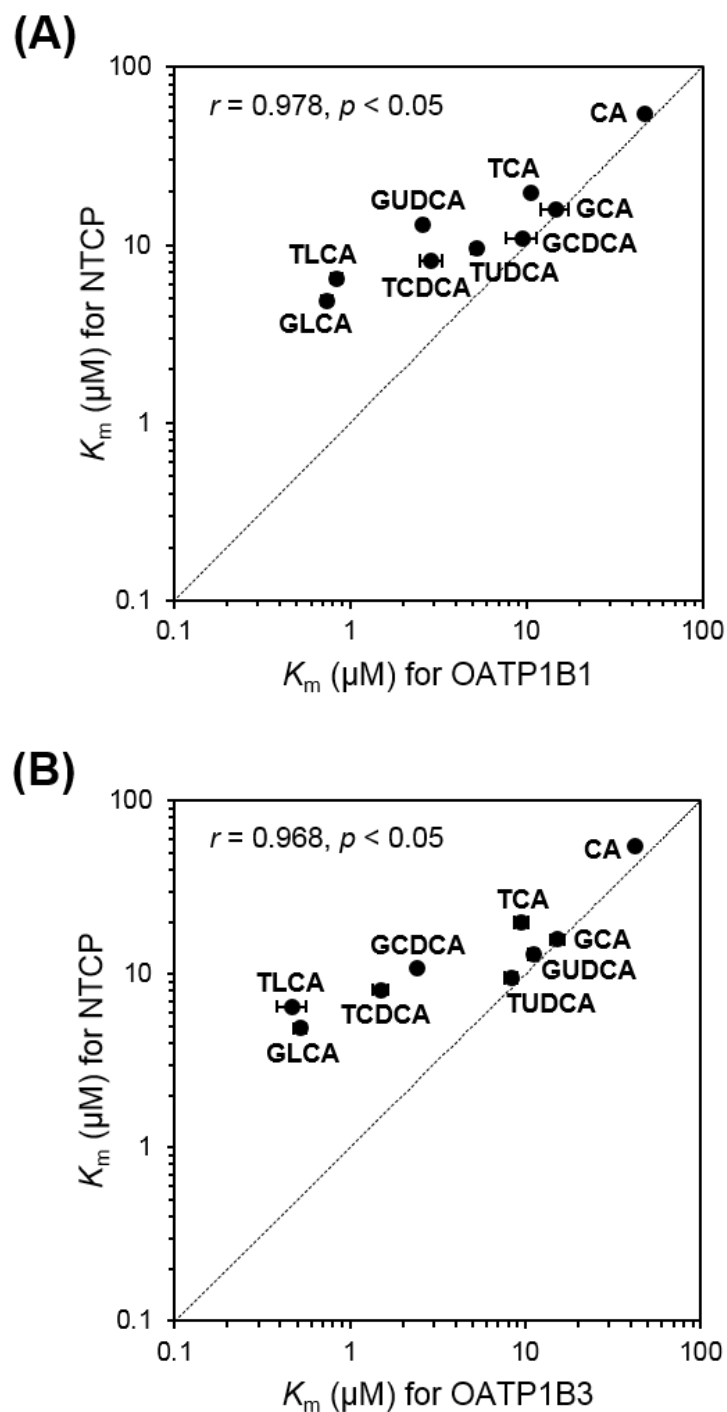 (A)
100
r = 0.978, p < 0.05
CA
TCA
GUDCA
GCA
10
TLCA
GCDCA
TCDCA
TUDCA
GLCA
Km (µM) for NTCP
1
0.1
0.1
1
10
100
Km (µM) for OATP1B1
(B)
100
r = 0.968, p < 0.05
CA
TCA
GCDCA
GCA
10
TLCA
GUDCA
TCDCA
TUDCA
GLCA
Km (µM) for NTCP
1
0.1
0.1
1
10
100
Km (µM) for OATP1B3